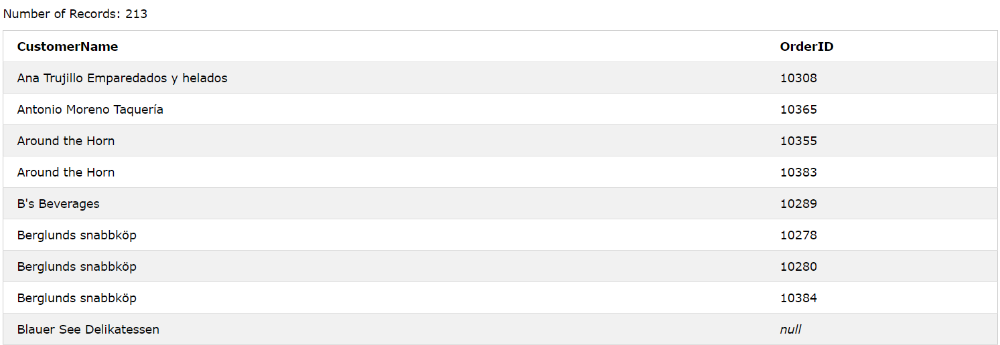 Number of Records: 213
CustomerName OrderID
Ana Trujillo Emparedados y helados 10308
Antonio Moreno Taquería 10365
Around the Horn 10355
Around the Horn 10383
B's Beverages 10289
Berglunds snabbköp 10278
Berglunds snabbköp 10280
Berglunds snabbköp 10384
Blauer See Delikatessen null